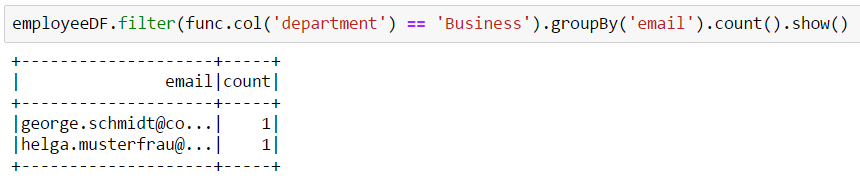 employeeDF.filter(func.col('department') == 'Business').groupBy('email').count().show()
+--------------------+-----+
|               email|count|
+--------------------+-----+
|george.schmidt@co...|    1|
|helga.musterfrau@...|    1|
+--------------------+-----+